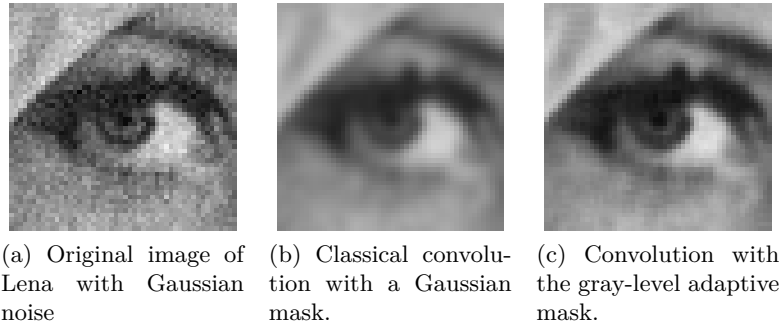 (a) Original image of
Lena with Gaussian
noise
(b) Classical convolu-
tion with a Gaussian
mask.
(c) Convolution with
the gray-level adaptive
mask.